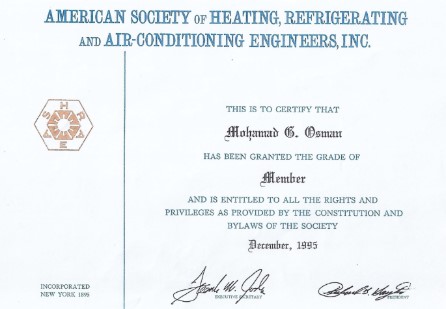 AMERICAN SOCIETY OF HEATING, REFRIGERATING
AND AIR-CONDITIONING ENGINEERS, INC.
ASHRAE
THIS IS TO CERTIFY THAT
Mohamad G. Osman
HAS BEEN GRANTED THE GRADE OF
Member
AND IS ENTITLED TO ALL THE RIGHTS AND
PRIVILEGES AS PROVIDED BY THE CONSTITUTION AND
BYLAWS OF THE SOCIETY
December, 1995
EXECUTIVE SECRETARY
PRESIDENT
INCORPORATED
NEW YORK 1895